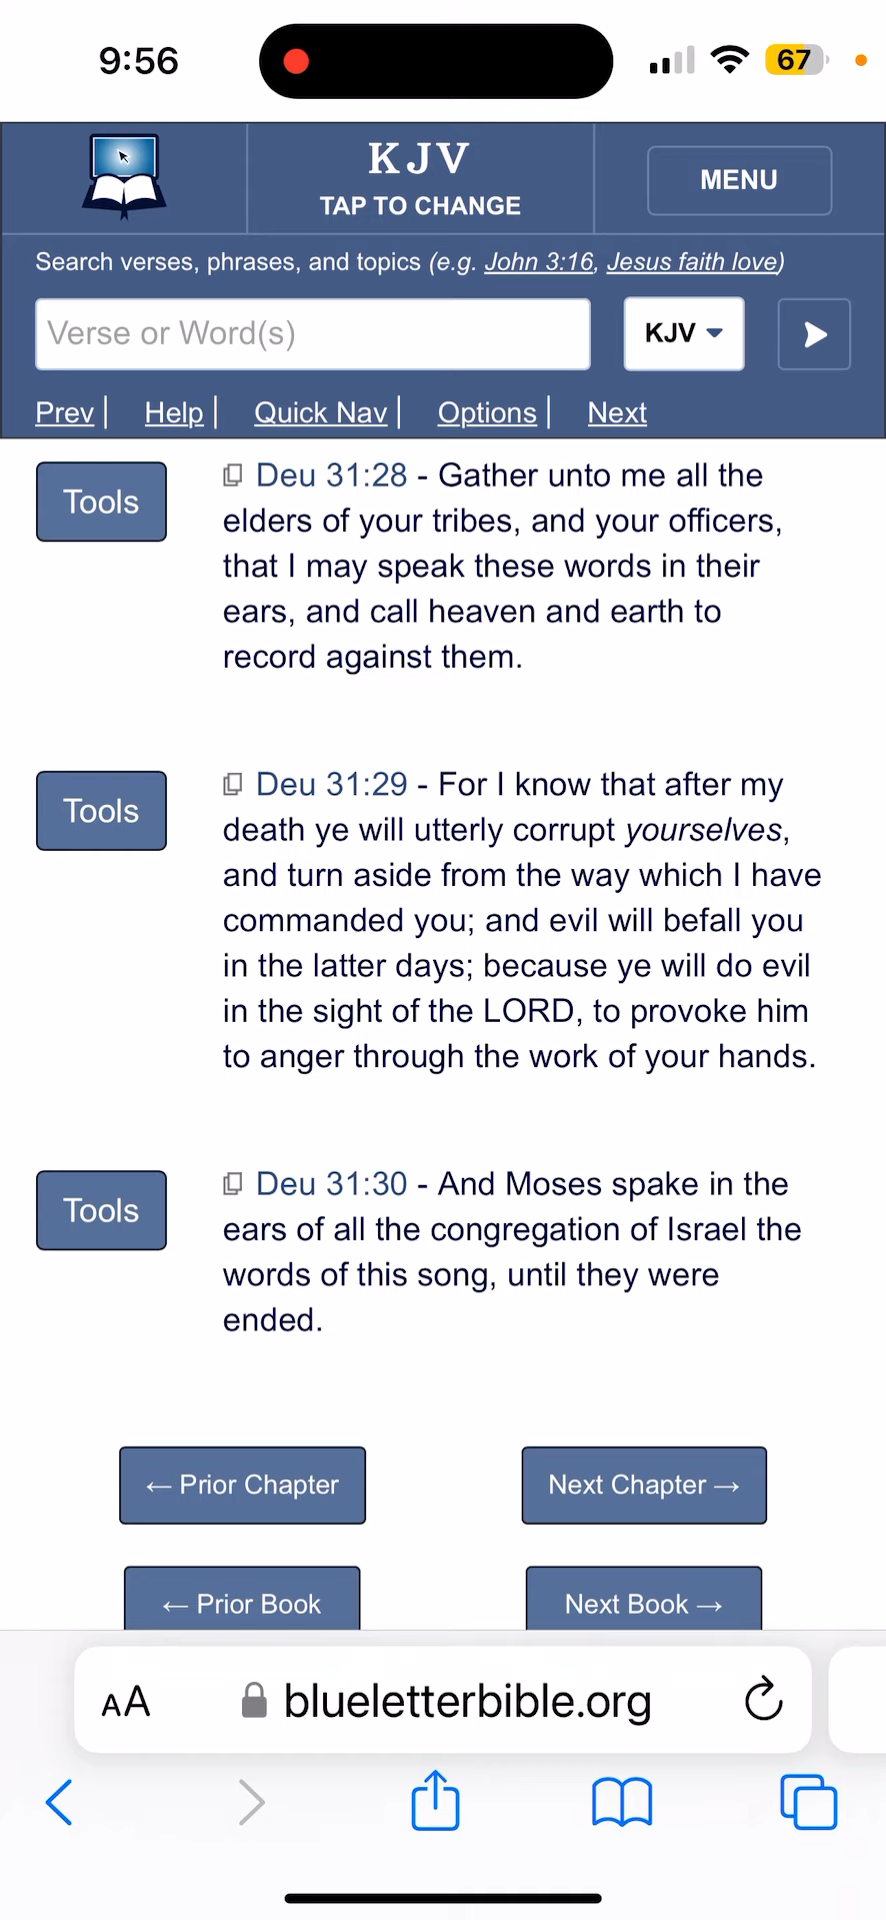 9:56
67
KJV
TAP TO CHANGE
MENU
Search verses, phrases, and topics (e.g. John 3:16, Jesus faith love)
Verse or Word(s)
KJV
Prev | Help | Quick Nav | Options | Next
Tools
Deu 31:28 - Gather unto me all the
elders of your tribes, and your officers,
that I may speak these words in their
ears, and call heaven and earth to
record against them.
Tools
Deu 31:29 - For I know that after my
death ye will utterly corrupt yourselves,
and turn aside from the way which I have
commanded you; and evil will befall you
in the latter days; because ye will do evil
in the sight of the LORD, to provoke him
to anger through the work of your hands.
Tools
Deu 31:30 - And Moses spake in the
ears of all the congregation of Israel the
words of this song, until they were
ended.
← Prior Chapter
Next Chapter →
← Prior Book
Next Book →
AA
blueletterbible.org